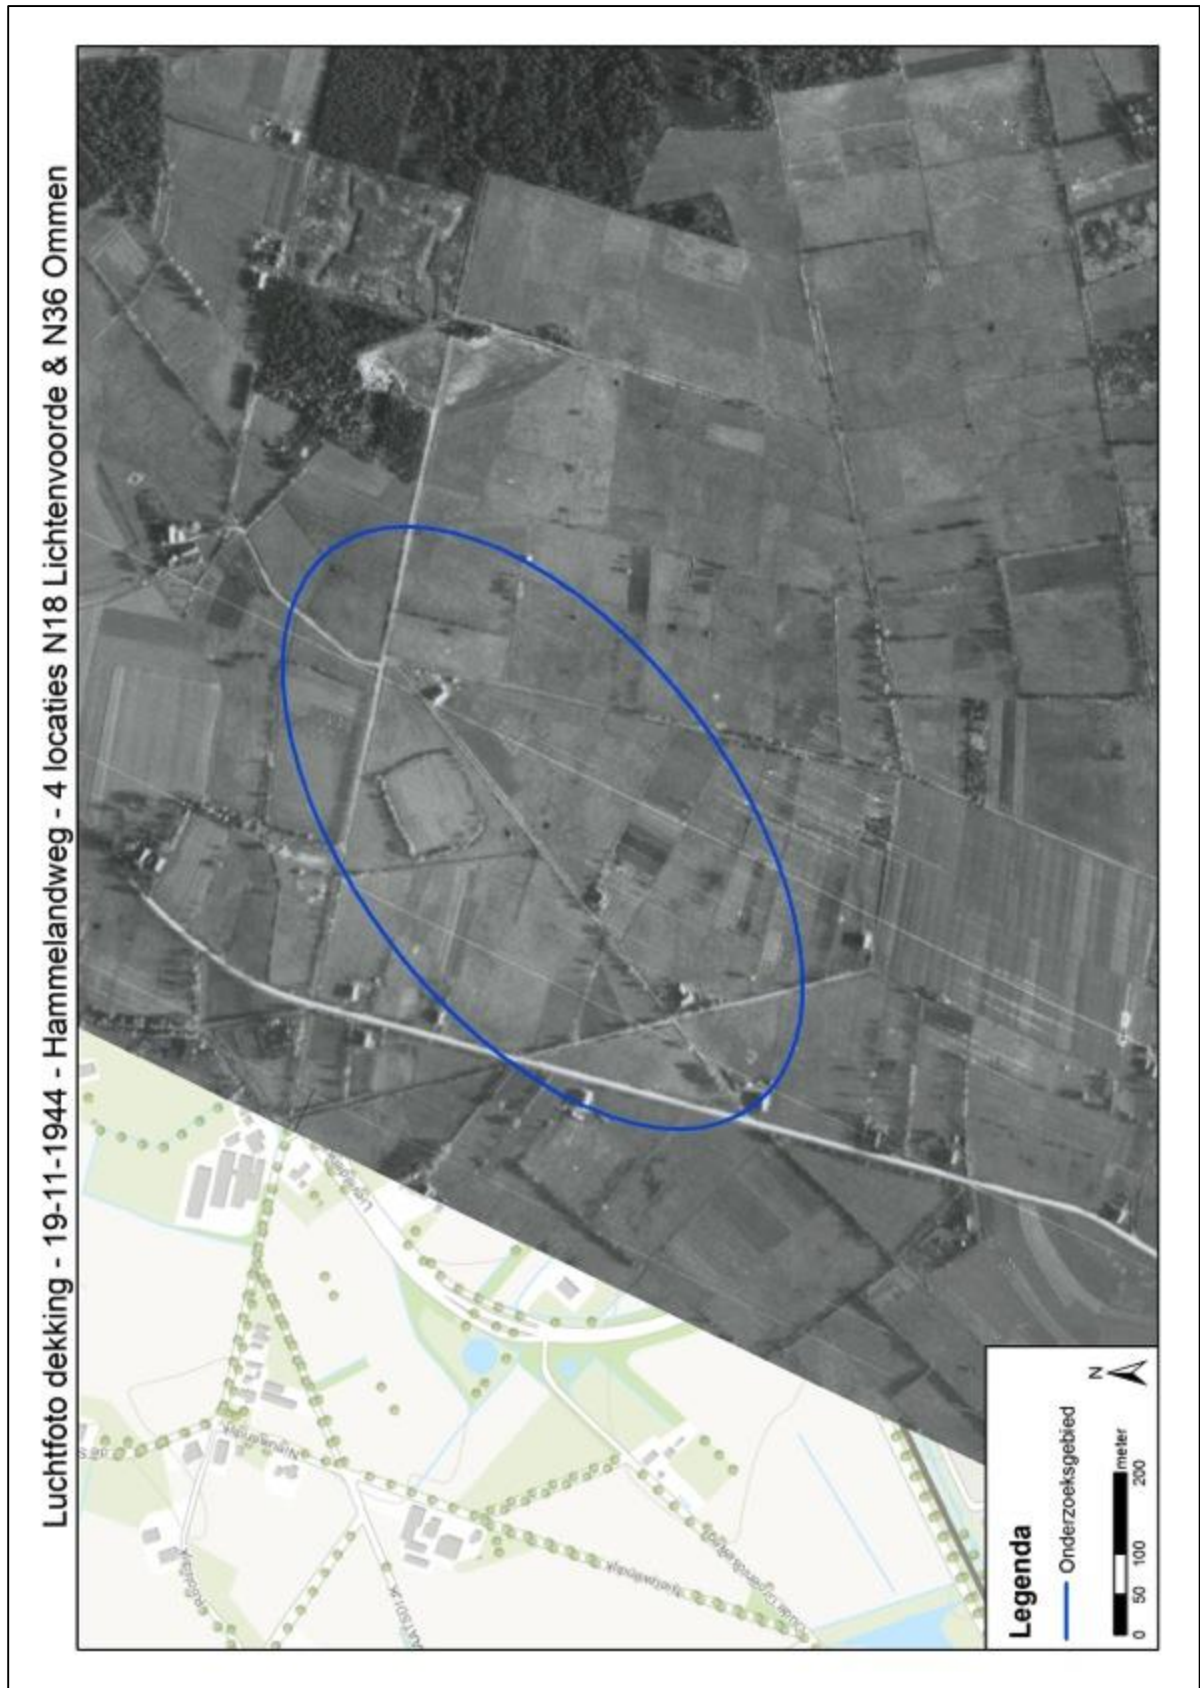 Luchtfoto dekking - 19-11-1944 - Hammelandweg - 4 locaties N18 Lichtenvoorde & N36 Ommen
Nieuwendijk
Legenda
Onderzoeksgebied
0 50 100 200
meter
N